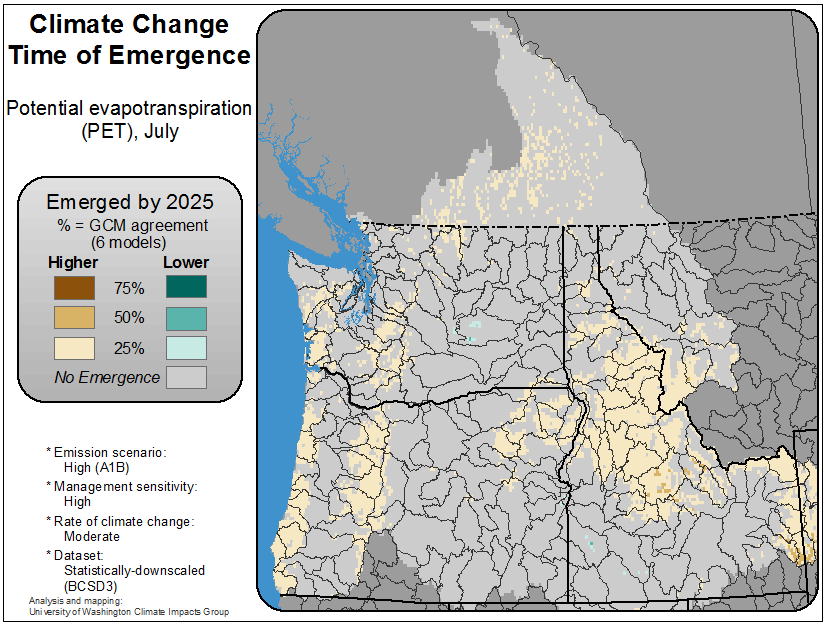 Climate Change
Time of Emergence
Potential evapotranspiration
(PET), July
Emerged by 2025
% = GCM agreement
(6 models)
Higher Lower
75%
50%
25%
No Emergence
* Emission scenario:
High (A1B)
* Management sensitivity:
High
* Rate of climate change:
Moderate
* Dataset:
Statistically-downscaled
(BCSD3)
Analysis and mapping:
University of Washington Climate Impacts Group